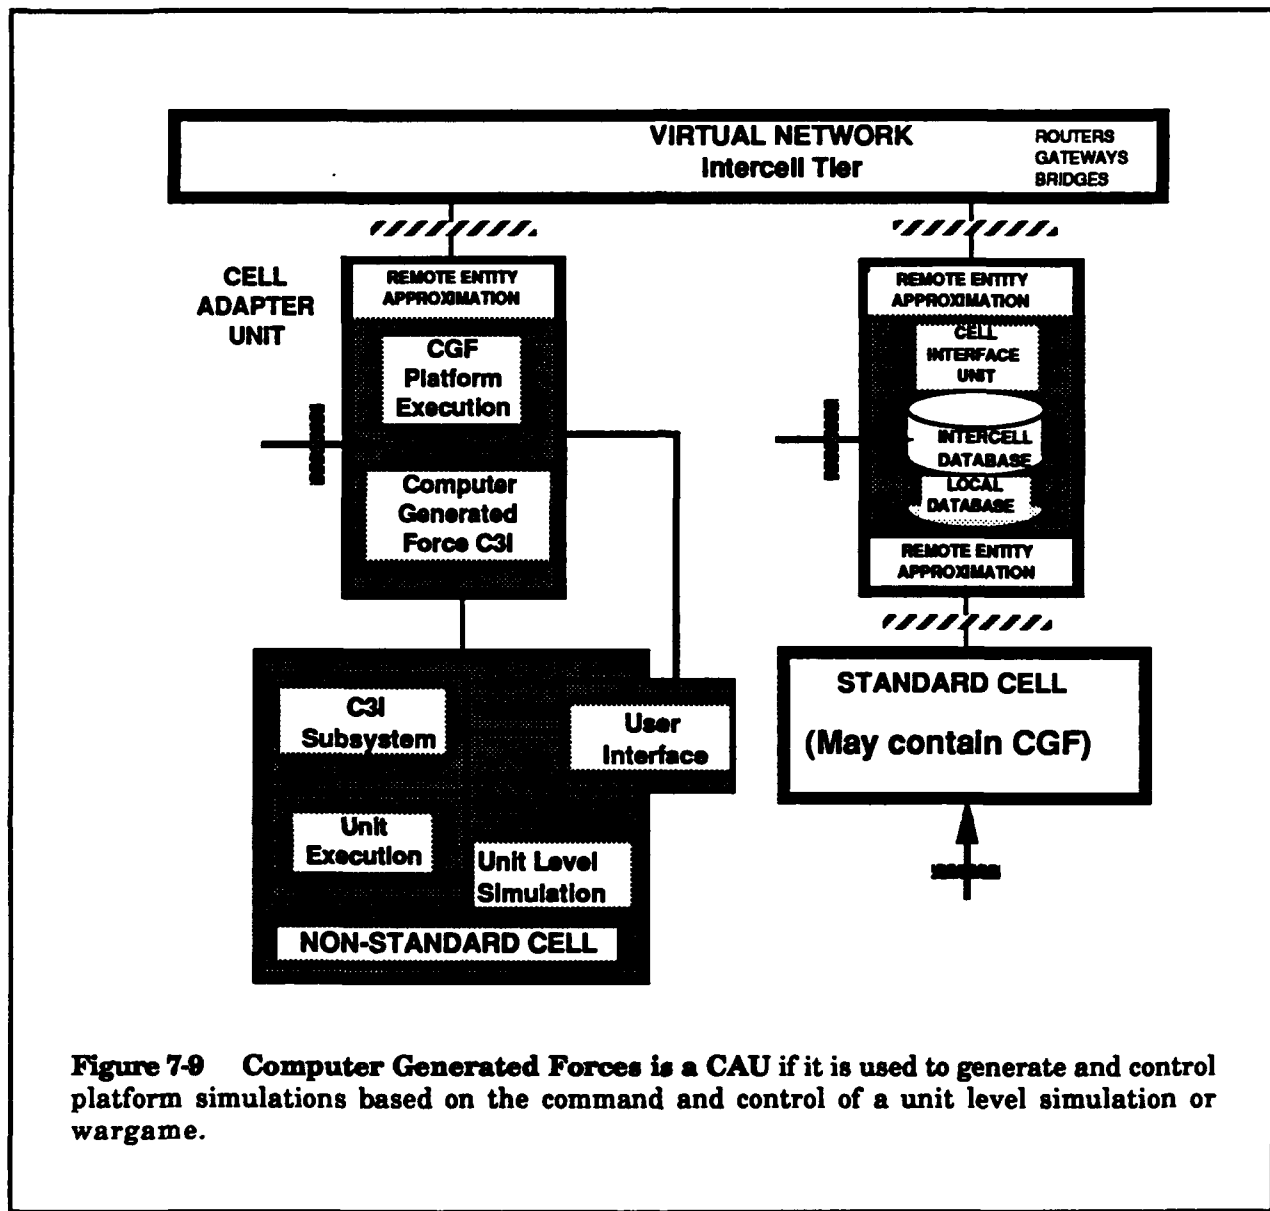 VIRTUAL NETWORK
Intercell Tier
ROUTERS
GATEWAYS
BRIDGES
CELL
ADAPTER
UNIT
REMOTE ENTITY
APPROXIMATION
CGF
Platform
Execution
Computer
Generated
Force C3I
C3I
Subsystem
User
Interface
Unit
Execution
Unit Level
Simulation
NON-STANDARD CELL
REMOTE ENTITY
APPROXIMATION
CELL
INTERFACE
UNIT
INTERCELL
DATABASE
LOCAL
DATABASE
REMOTE ENTITY
APPROXIMATION
STANDARD CELL
(May contain CGF)
Figure 7-9 Computer Generated Forces is a CAU if it is used to generate and control
platform simulations based on the command and control of a unit level simulation or
wargame.